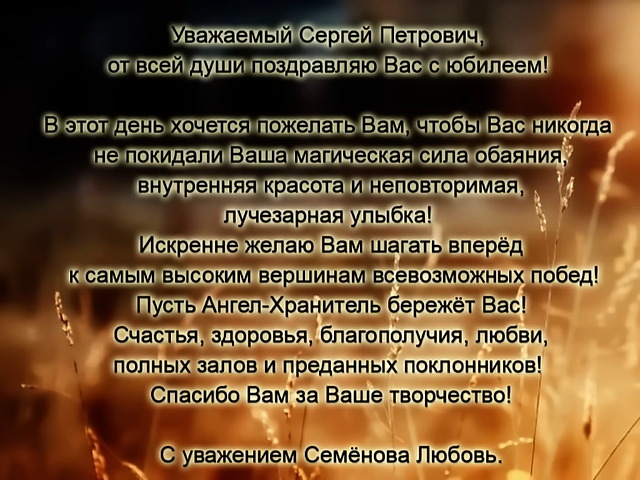 Уважаемый Сергей Петрович,
от всей души поздравляю Вас с юбилеем!
В этот день хочется пожелать Вам, чтобы Вас никогда
не покидали Ваша магическая сила обаяния,
внутренняя красота и неповторимая,
лучезарная улыбка!
Искренне желаю Вам шагать вперёд
к самым высоким вершинам всевозможных побед!
Пусть Ангел-Хранитель бережёт Вас!
Счастья, здоровья, благополучия, любви,
полных залов и преданных поклонников!
Спасибо Вам за Ваше творчество!
С уважением Семёнова Любовь.